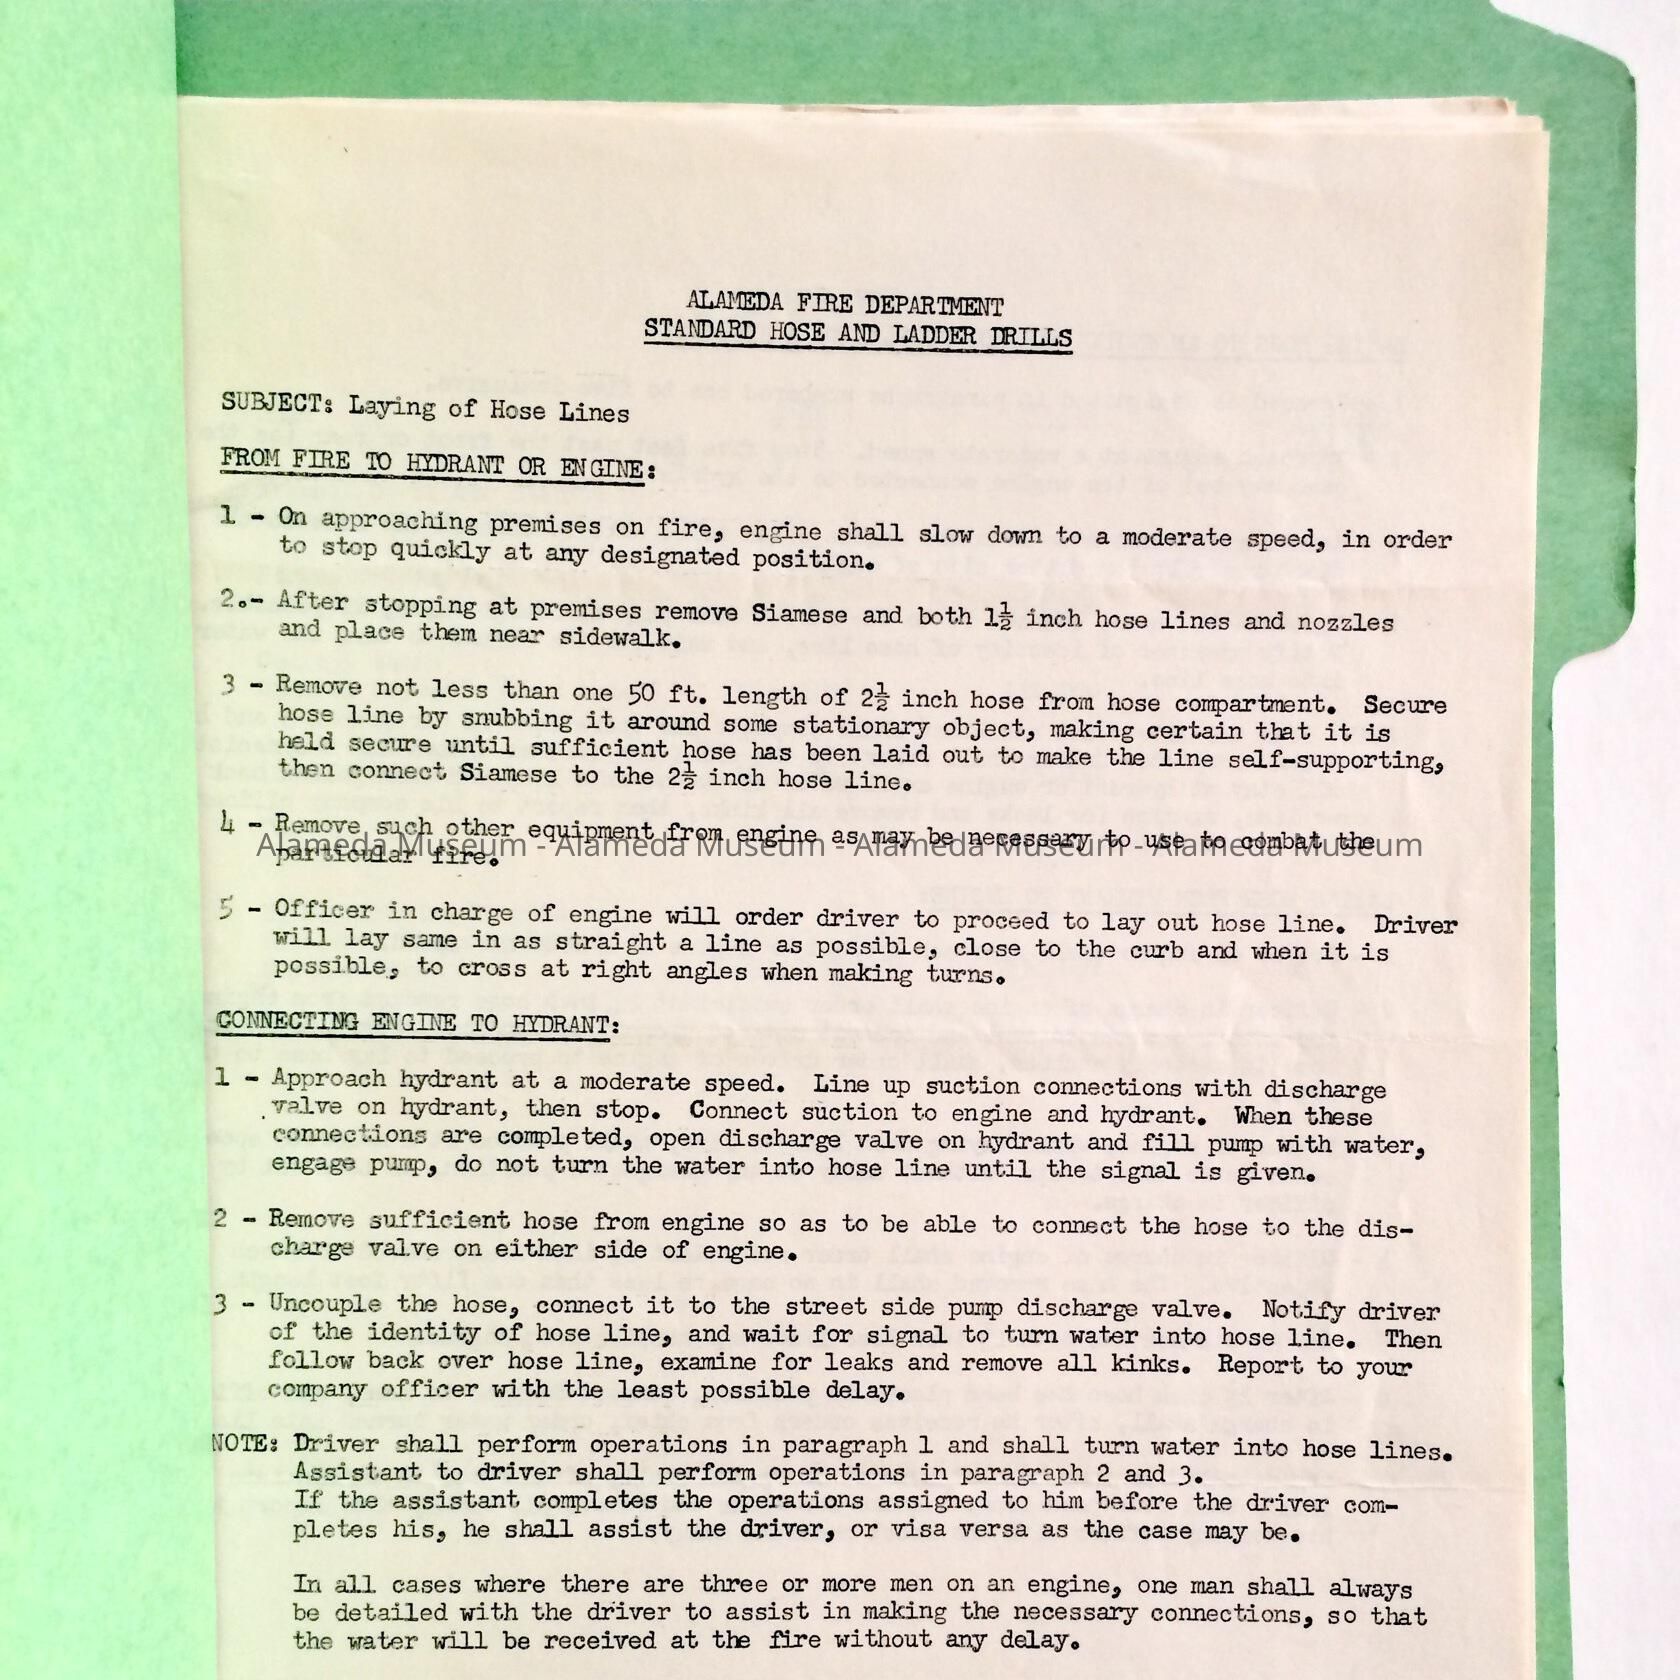 ALAMEDA FIRE DEPARTMENT
STANDARD HOSE AND LADDER DRILLS
SUBJECT: Laying of Hose Lines
FROM FIRE TO HYDRANT OR ENGINE:
1 - On approaching premises on fire, engine shall slow down to a moderate speed, in order
to stop quickly at any designated position.
2.- After stopping at premises remove Siamese and both 1½ inch hose lines and nozzles
and place them near sidewalk.
3 - Remove not less than one 50 ft. length of 2½ inch hose from hose compartment. Secure
hose line by snubbing it around some stationary object, making certain that it is
held secure until sufficient hose has been laid out to make the line self-supporting,
then connect Siamese to the 2½ inch hose line.
4 - Remove such other equipment from engine as may be necessary to use to combat the
Alameda Museum - Alameda Museum - Alameda Museum - Alameda Museum
particular fire.
5 - Officer in charge of engine will order driver to proceed to lay out hose line. Driver
will lay same in as straight a line as possible, close to the curb and when it is
possible, to cross at right angles when making turns.
CONNECTING ENGINE TO HYDRANT:
1 - Approach hydrant at a moderate speed. Line up suction connections with discharge
valve on hydrant, then stop. Connect suction to engine and hydrant. When these
connections are completed, open discharge valve on hydrant and fill pump with water,
engage pump, do not turn the water into hose line until the signal is given.
2 - Remove sufficient hose from engine so as to be able to connect the hose to the dis-
charge valve on either side of engine.
3 - Uncouple the hose, connect it to the street side pump discharge valve. Notify driver
of the identity of hose line, and wait for signal to turn water into hose line. Then
follow back over hose line, examine for leaks and remove all kinks. Report to your
company officer with the least possible delay.
NOTE: Driver shall perform operations in paragraph 1 and shall turn water into hose lines.
Assistant to driver shall perform operations in paragraph 2 and 3.
If the assistant completes the operations assigned to him before the driver com-
pletes his, he shall assist the driver, or visa versa as the case may be.
In all cases where there are three or more men on an engine, one man shall always
be detailed with the driver to assist in making the necessary connections, so that
the water will be received at the fire without any delay.